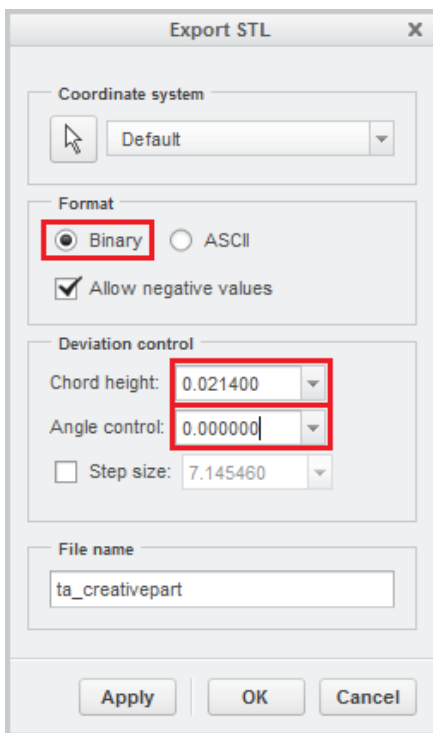 Export STL X
Coordinate system
Default
Format
Binary ASCII
Allow negative values
Deviation control
Chord height: 0.021400
Angle control: 0.000000
Step size: 7.145460
File name
ta_creativepart
Apply OK Cancel